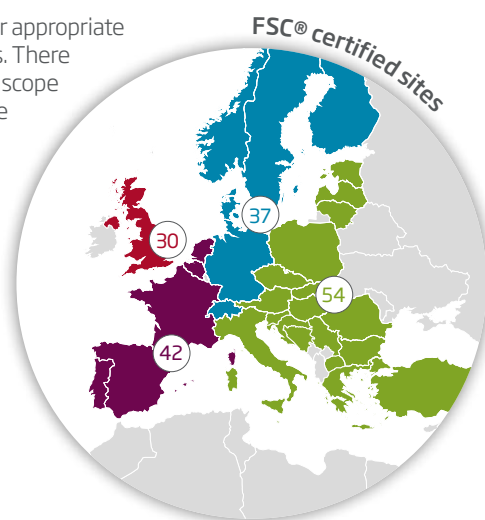 r appropriate
s. There
scope
e
FSC® certified sites
37
30
54
42